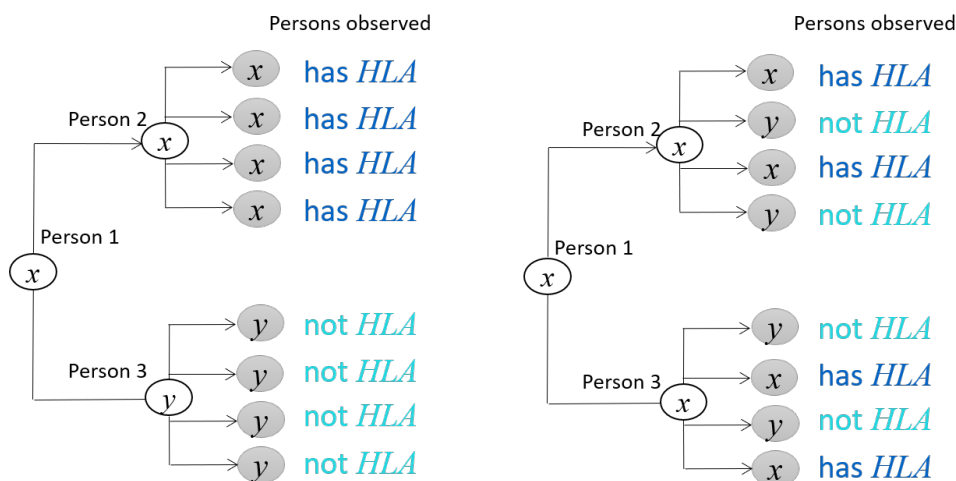 Persons observed
x has HLA
Person 2
x has HLA
x
x has HLA
x has HLA
Person 1
x
y not HLA
y not HLA
Person 3
y
y not HLA
y not HLA
Persons observed
x has HLA
Person 2
y not HLA
x
x has HLA
y not HLA
Person 1
x
y not HLA
x has HLA
Person 3
x
y not HLA
x has HLA